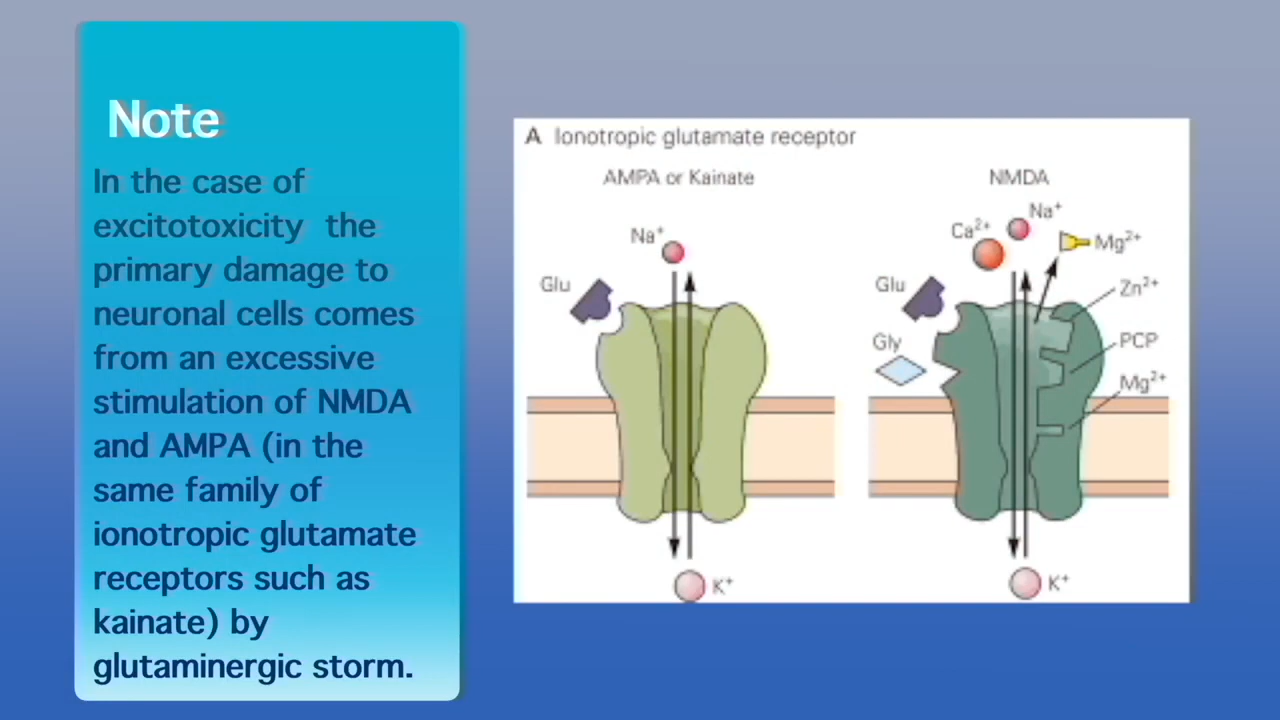 Note
In the case of
excitotoxicity the
primary damage to
neuronal cells comes
from an excessive
stimulation of NMDA
and AMPA (in the
same family of
ionotropic glutamate
receptors such as
kainate) by
glutaminergic storm.
A Ionotropic glutamate receptor
AMPA or Kainate
Na⁺
Glu
K⁺
NMDA
Na⁺
Ca²⁺
Mg²⁺
Glu
Zn²⁺
Gly
PCP
Mg²⁺
K⁺